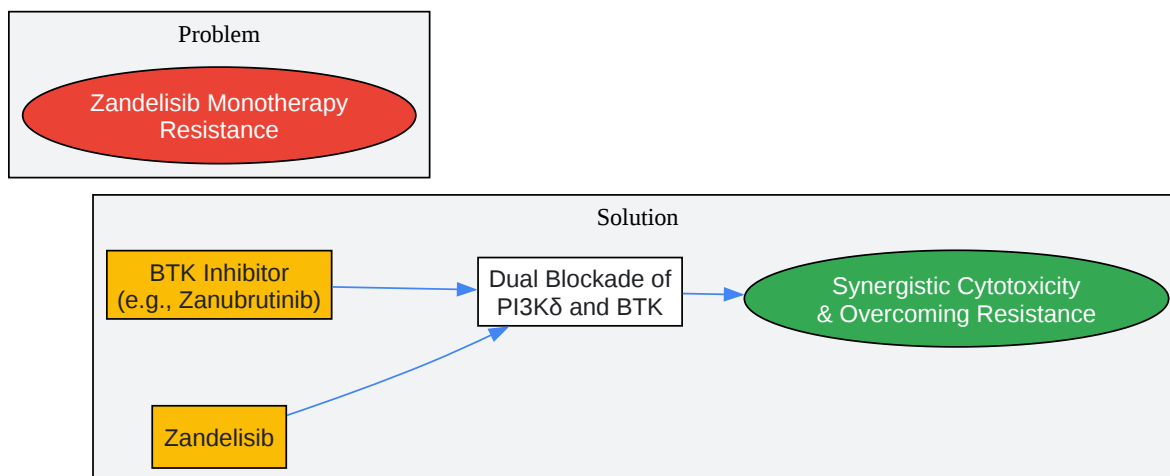 Problem
Zandelisib Monotherapy
Resistance
Solution
BTK Inhibitor
(e.g., Zanubrutinib)
Dual Blockade of
PI3Kδ and BTK
Synergistic Cytotoxicity
& Overcoming Resistance
Zandelisib